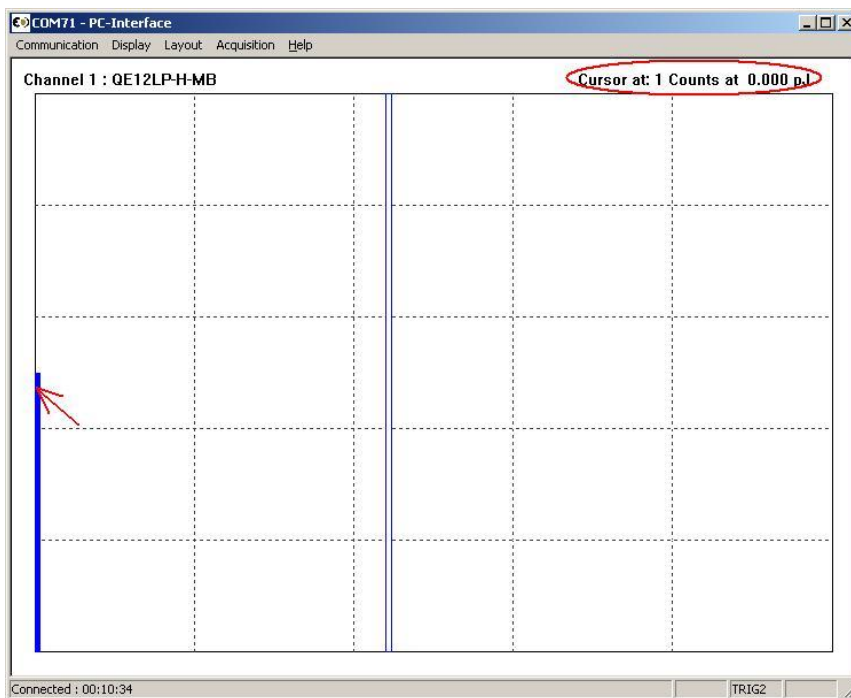 COM71 - PC-Interface
Communication Display Layout Acquisition Help
Channel 1 : QE12LP-H-MB
Cursor at: 1 Counts at 0.000 pJ
Connected : 00:10:34
TRIG2